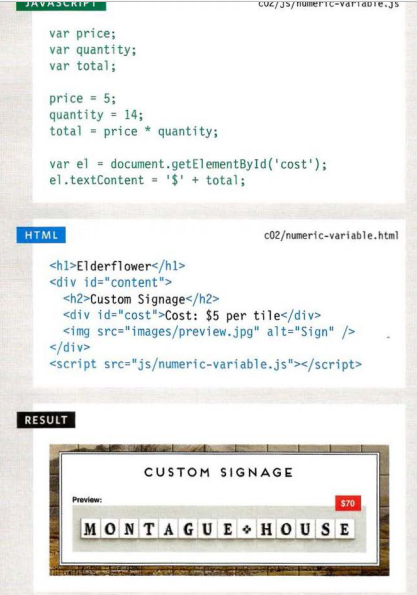 JAVASCRIPT c02/js/numeric-variable.js
var price;
var quantity;
var total;
price = 5;
quantity = 14;
total = price * quantity;
var el = document.getElementById('cost');
el.textContent = '$' + total;
HTML c02/numeric-variable.html
<h1>Elderflower</h1>
<div id="content">
<h2>Custom Signage</h2>
<div id="cost">Cost: $5 per tile</div>
<img src="images/preview.jpg" alt="Sign" />
</div>
<script src="js/numeric-variable.js"></script>
RESULT
CUSTOM SIGNAGE
Preview: $70
MONTAGUE HOUSE